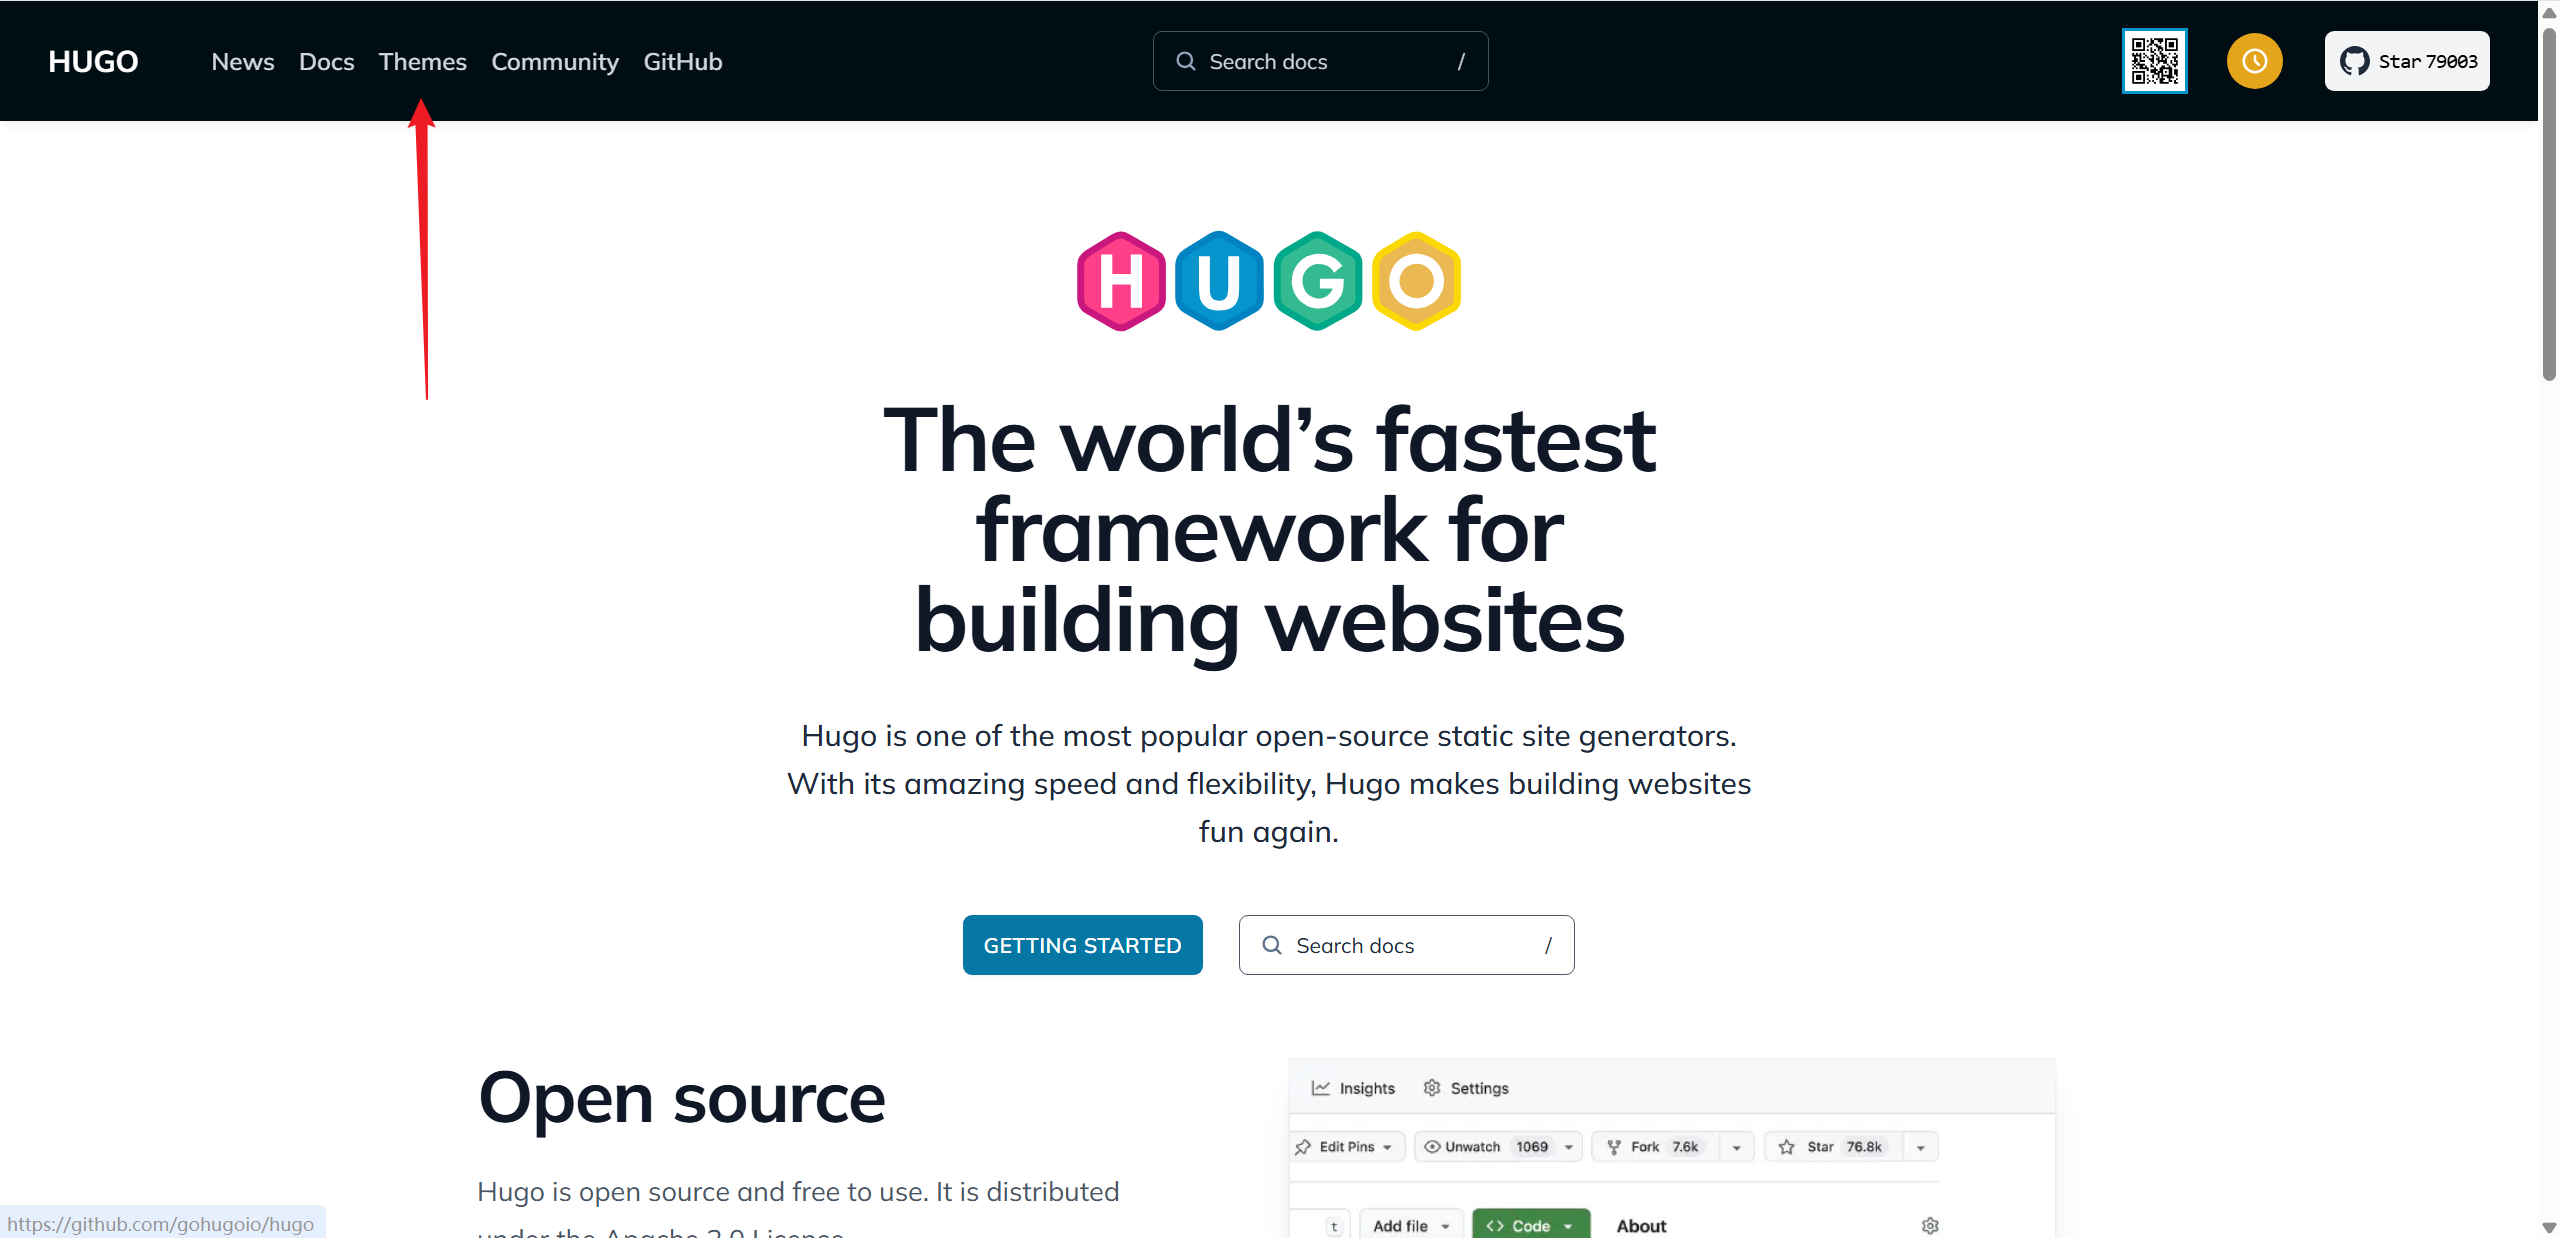 HUGO News Docs Themes Community GitHub Search docs / Star 79003
HUGO
The world’s fastest
framework for
building websites
Hugo is one of the most popular open-source static site generators.
With its amazing speed and flexibility, Hugo makes building websites
fun again.
GETTING STARTED Search docs /
Open source
Hugo is open source and free to use. It is distributed
under the Apache 2.0 License.
Insights Settings
Edit Pins Unwatch 1069 Fork 7.6k Star 76.8k
t Add file Code About
https://github.com/gohugoio/hugo